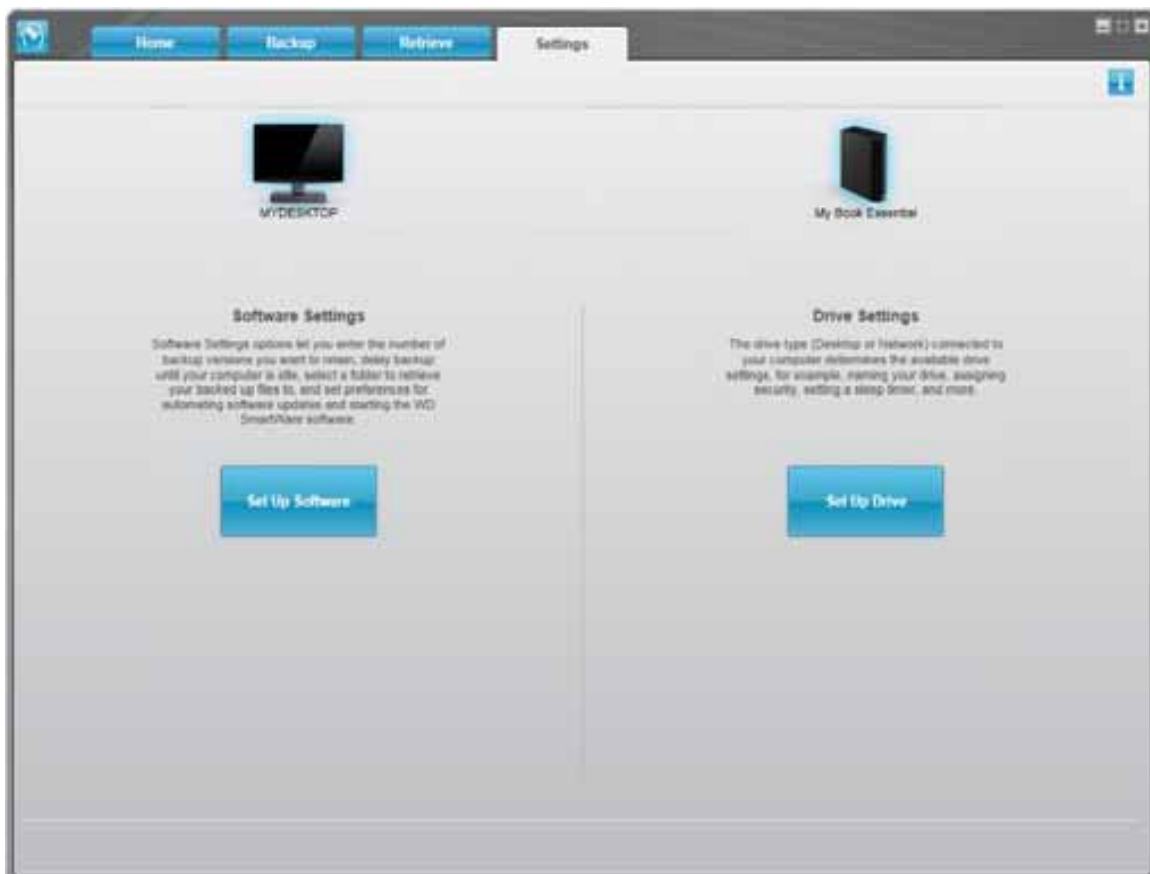 Home
Backup
Retrieve
Settings
MYDESKTOP
My Book Essential
Software Settings
Software Settings options let you enter the number of
backup versions you want to retain, delay backup
until your computer is idle, select a folder to retrieve
your backed up files to, and set preferences for
automating software updates and starting the WD
SmartWare software.
Set Up Software
Drive Settings
The drive type (Desktop or Network) connected to
your computer determines the available drive
settings, for example, naming your drive, assigning
security, setting a sleep timer, and more.
Set Up Drive